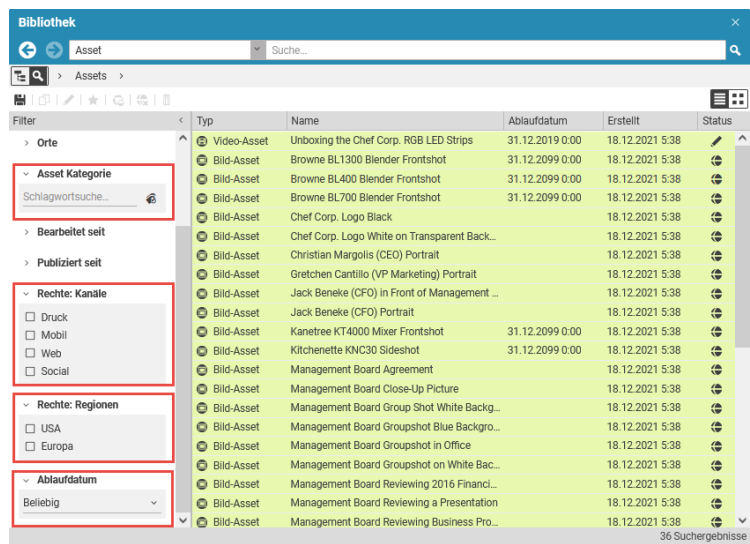 Bibliothek
Asset Suche...
> Assets >
Filter < Typ Name Ablaufdatum Erstellt Status
Orte
Asset Kategorie
Schlagwortsuche...
Bearbeitet seit
Publiziert seit
Rechte: Kanäle
Druck
Mobil
Web
Social
Rechte: Regionen
USA
Europa
Ablaufdatum
Beliebig
Video-Asset Unboxing the Chef Corp. RGB LED Strips 31.12.2019 0:00 18.12.2021 5:38
Bild-Asset Browne BL1300 Blender Frontshot 31.12.2099 0:00 18.12.2021 5:38
Bild-Asset Browne BL400 Blender Frontshot 31.12.2099 0:00 18.12.2021 5:38
Bild-Asset Browne BL700 Blender Frontshot 31.12.2099 0:00 18.12.2021 5:38
Bild-Asset Chef Corp. Logo Black 18.12.2021 5:38
Bild-Asset Chef Corp. Logo White on Transparent Back... 18.12.2021 5:38
Bild-Asset Christian Margolis (CEO) Portrait 18.12.2021 5:38
Bild-Asset Gretchen Cantillo (VP Marketing) Portrait 18.12.2021 5:38
Bild-Asset Jack Beneke (CFO) in Front of Management ... 18.12.2021 5:38
Bild-Asset Jack Beneke (CFO) Portrait 18.12.2021 5:38
Bild-Asset Kanetree KT4000 Mixer Frontshot 31.12.2099 0:00 18.12.2021 5:38
Bild-Asset Kitchenette KNC30 Sideshot 31.12.2099 0:00 18.12.2021 5:38
Bild-Asset Management Board Agreement 18.12.2021 5:38
Bild-Asset Management Board Close-Up Picture 18.12.2021 5:38
Bild-Asset Management Board Group Shot White Backg... 18.12.2021 5:38
Bild-Asset Management Board Groupshot Blue Backgro... 18.12.2021 5:38
Bild-Asset Management Board Groupshot in Office 18.12.2021 5:38
Bild-Asset Management Board Groupshot on White Bac... 18.12.2021 5:38
Bild-Asset Management Board Reviewing 2016 Financi... 18.12.2021 5:38
Bild-Asset Management Board Reviewing a Presentation 18.12.2021 5:38
Bild-Asset Management Board Reviewing Business Pro... 18.12.2021 5:38
36 Suchergebnisse